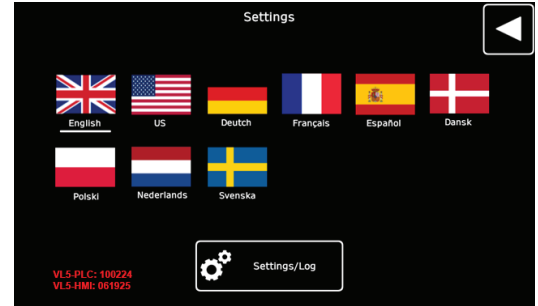 Settings
English
US
Deutch
Français
Español
Dansk
Polski
Nederlands
Svenska
Settings/Log
VL5-PLC: 100224
VL5-HMI: 061925